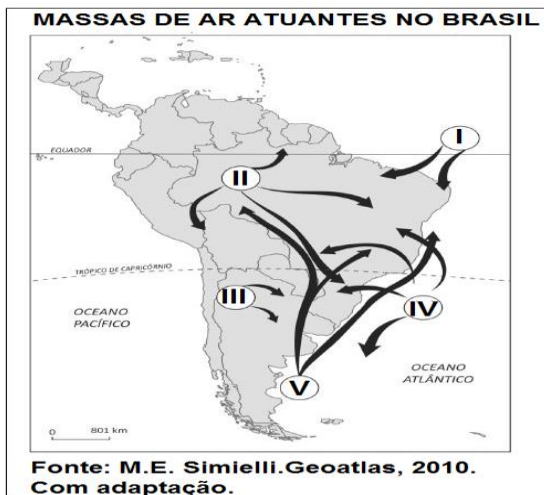 MASSAS DE AR ATUANTES NO BRASIL
EQUADOR
I
II
TRÓPICO DE CAPRICÓRNIO
III
IV
OCEANO
PACÍFICO
V
OCEANO
ATLÂNTICO
0 801 km
Fonte: M.E. Simielli.Geoatlas, 2010.
Com adaptação.